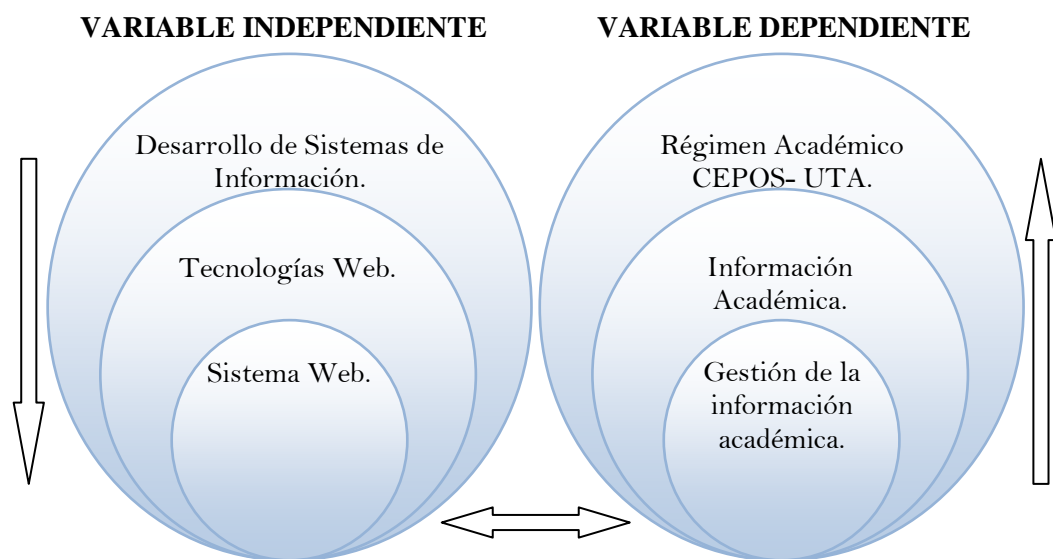 VARIABLE INDEPENDIENTE
Desarrollo de Sistemas de
Información.
Tecnologías Web.
Sistema Web.
VARIABLE DEPENDIENTE
Régimen Académico
CEPOS- UTA.
Información
Académica.
Gestión de la
información
académica.